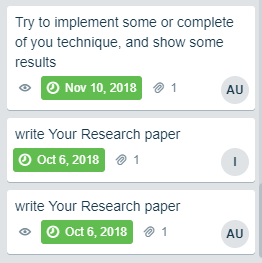 Try to implement some or complete
of you technique, and show some
results
Nov 10, 2018 1 AU
write Your Research paper
Oct 6, 2018 1 I
write Your Research paper
Oct 6, 2018 1 AU